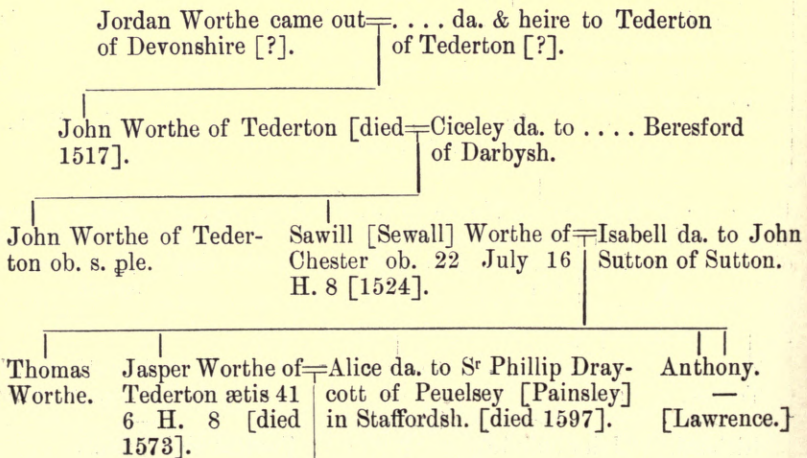 Jordan Worthe came out=. . . . da. & heire to Tederton
of Devonshire [?]. of Tederton [?].
John Worthe of Tederton [died=Ciceley da. to . . . . Beresford
1517]. of Darbysh.
John Worthe of Teder-
ton ob. s. ꝑle.
Sawill [Sewall] Worthe of=Isabell da. to John
Chester ob. 22 July 16 Sutton of Sutton.
H. 8 [1524].
Thomas
Worthe.
Jasper Worthe of=Alice da. to Sʳ Phillip Dray-
Tederton ætis 41 cott of Peuelsey [Painsley]
6 H. 8 [died in Staffordsh. [died 1597].
1573].
Anthony.
—
[Lawrence.]